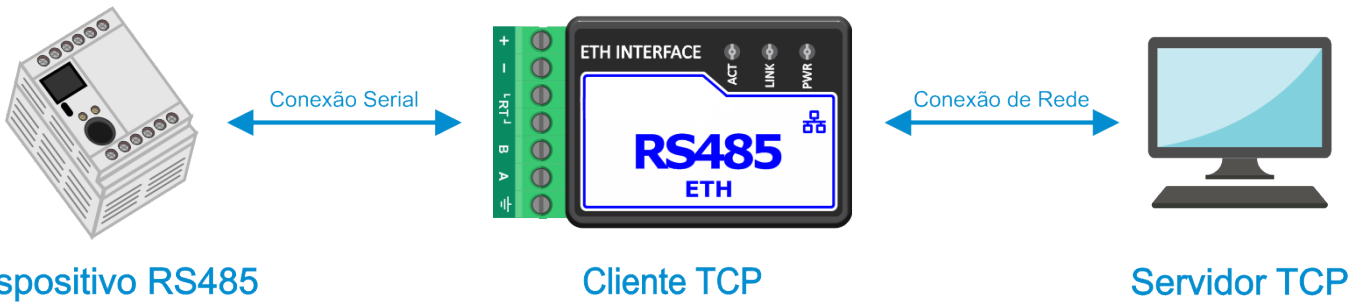 ETH INTERFACE
ACT
LINK
PWR
+
-
RT
B
A
RS485
ETH
Conexão Serial
Conexão de Rede
spositivo RS485
Cliente TCP
Servidor TCP